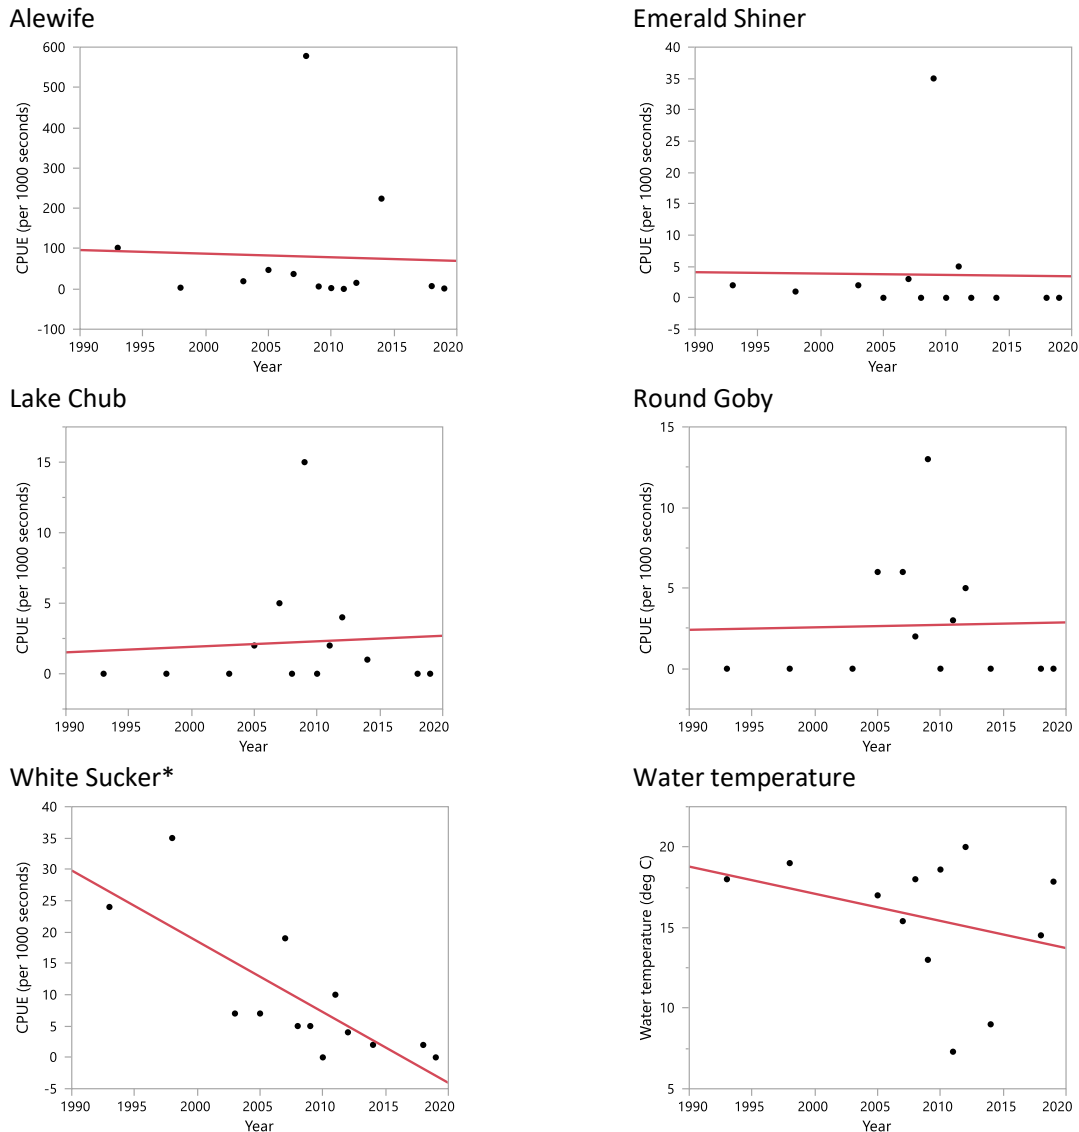 Alewife
600
500
400
300
200
100
0
-100
CPUE (per 1000 seconds)
1990 1995 2000 2005 2010 2015 2020
Year
Emerald Shiner
40
35
30
25
20
15
10
5
0
-5
CPUE (per 1000 seconds)
1990 1995 2000 2005 2010 2015 2020
Year
Lake Chub
15
10
5
0
CPUE (per 1000 seconds)
1990 1995 2000 2005 2010 2015 2020
Year
Round Goby
15
10
5
0
CPUE (per 1000 seconds)
1990 1995 2000 2005 2010 2015 2020
Year
White Sucker*
40
35
30
25
20
15
10
5
0
-5
CPUE (per 1000 seconds)
1990 1995 2000 2005 2010 2015 2020
Year
Water temperature
20
15
10
5
Water temperature (deg C)
1990 1995 2000 2005 2010 2015 2020
Year